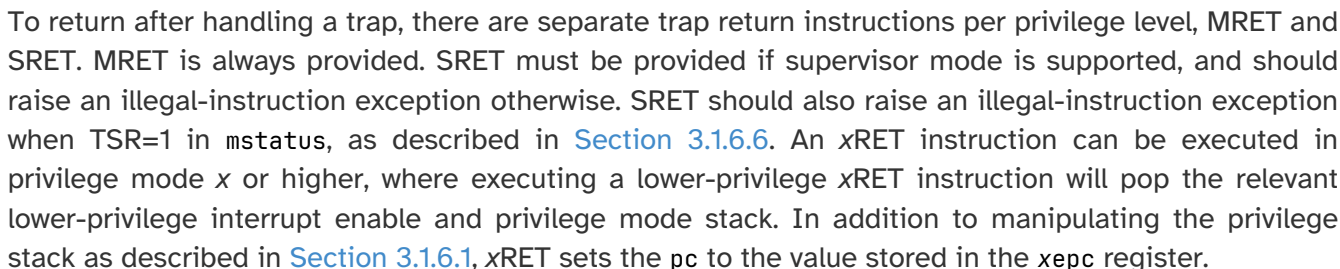 To return after handling a trap, there are separate trap return instructions per privilege level, MRET and
SRET. MRET is always provided. SRET must be provided if supervisor mode is supported, and should
raise an illegal-instruction exception otherwise. SRET should also raise an illegal-instruction exception
when TSR=1 in mstatus, as described in Section 3.1.6.6. An xRET instruction can be executed in
privilege mode x or higher, where executing a lower-privilege xRET instruction will pop the relevant
lower-privilege interrupt enable and privilege mode stack. In addition to manipulating the privilege
stack as described in Section 3.1.6.1, xRET sets the pc to the value stored in the xepc register.